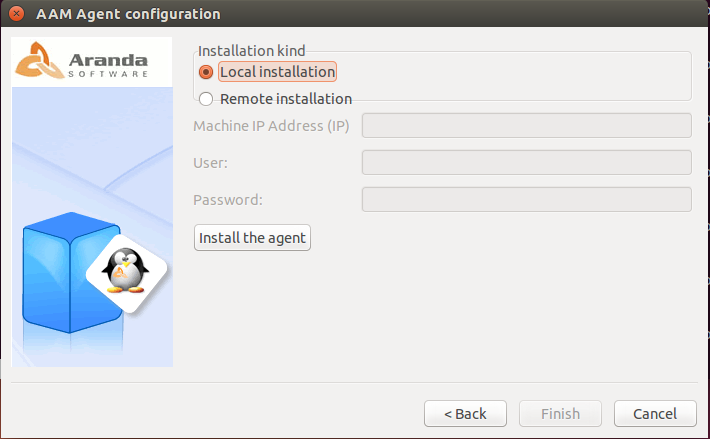 AAM Agent configuration
Aranda
SOFTWARE
Installation kind
Local installation
Remote installation
Machine IP Address (IP)
User:
Password:
Install the agent
< Back
Finish
Cancel